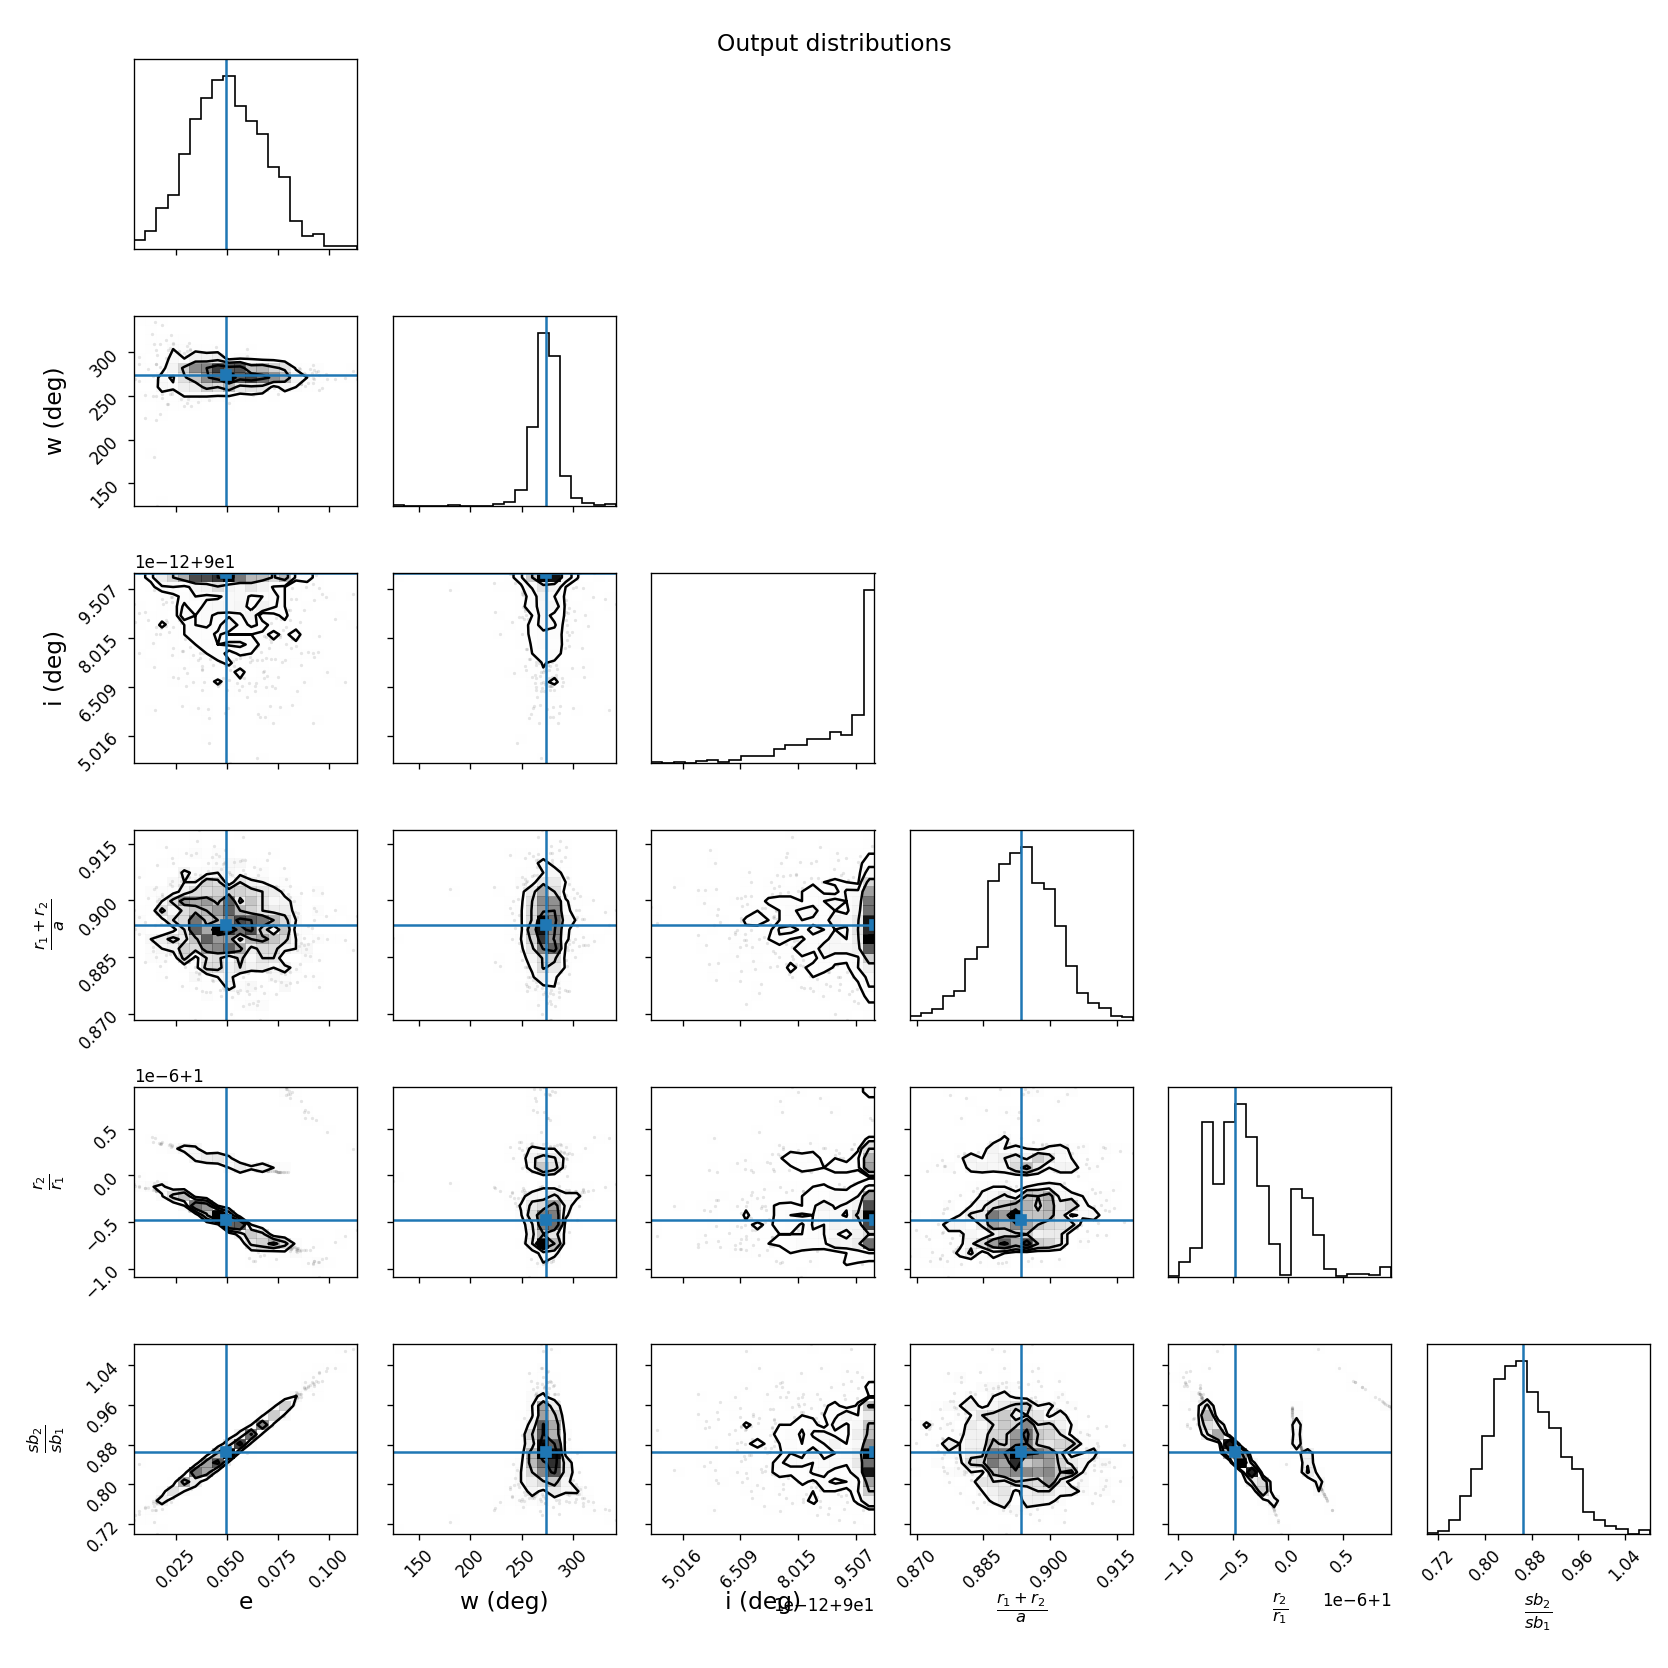 Output distributions
w (deg)
300
250
200
150
1e−12+9e1
i (deg)
9.507
8.015
6.509
5.016
r₁ + r₂
a
0.915
0.900
0.885
0.870
1e−6+1
r₂
r₁
0.5
0.0
−0.5
−1.0
sb₂
sb₁
1.04
0.96
0.88
0.80
0.72
0.025 0.050 0.075 0.100
150 200 250 300
5.016 6.509 8.015 9.507
0.870 0.885 0.900 0.915
−1.0 −0.5 0.0 0.5
0.72 0.80 0.88 0.96 1.04
e
w (deg)
i (deg)
1e−12+9e1
r₁ + r₂
a
r₂
r₁
1e−6+1
sb₂
sb₁